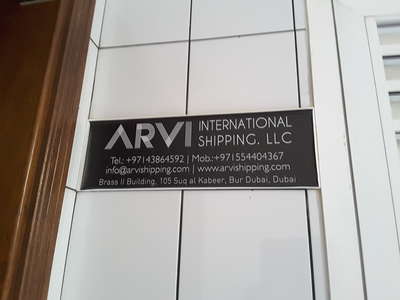 ARVI INTERNATIONAL
SHIPPING, LLC
Tel.: +97143864592 | Mob.:+971554404367
info@arvishipping.com | www.arvishipping.com
Brass II Building, 105 Suq al Kabeer, Bur Dubai, Dubai